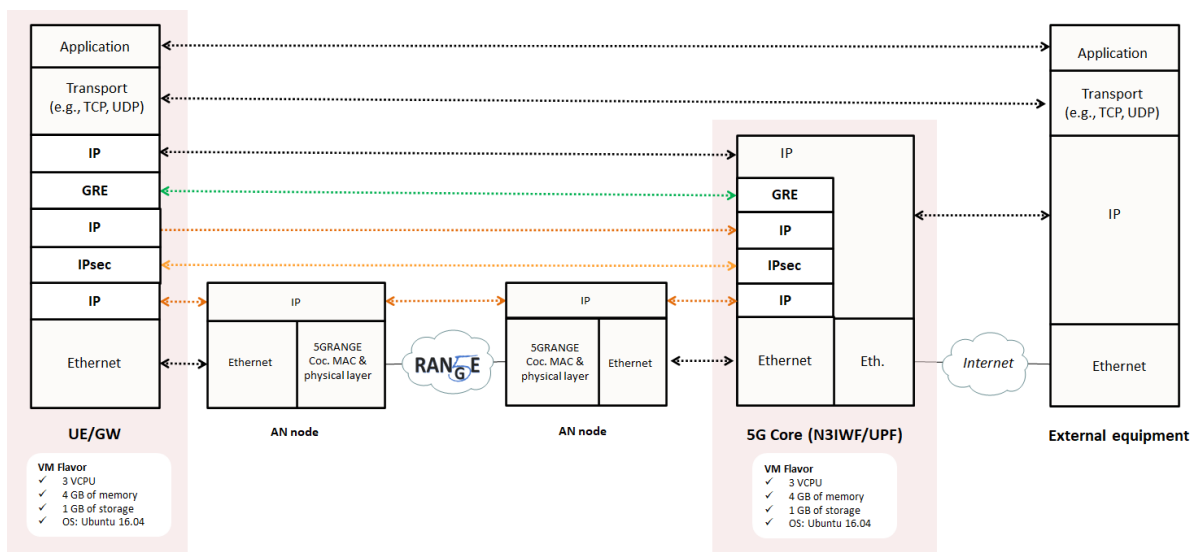 Application
Transport
(e.g., TCP, UDP)
IP
GRE
IP
IPsec
IP
Ethernet
UE/GW
VM Flavor
✓ 3 VCPU
✓ 4 GB of memory
✓ 1 GB of storage
✓ OS: Ubuntu 16.04
IP
Ethernet
5GRANGE
Coc. MAC &
physical layer
AN node
RAN5GE
IP
5GRANGE
Coc. MAC &
physical layer
Ethernet
AN node
IP
GRE
IP
IPsec
IP
Ethernet
Eth.
5G Core (N3IWF/UPF)
VM Flavor
✓ 3 VCPU
✓ 4 GB of memory
✓ 1 GB of storage
✓ OS: Ubuntu 16.04
Internet
Application
Transport
(e.g., TCP, UDP)
IP
Ethernet
External equipment